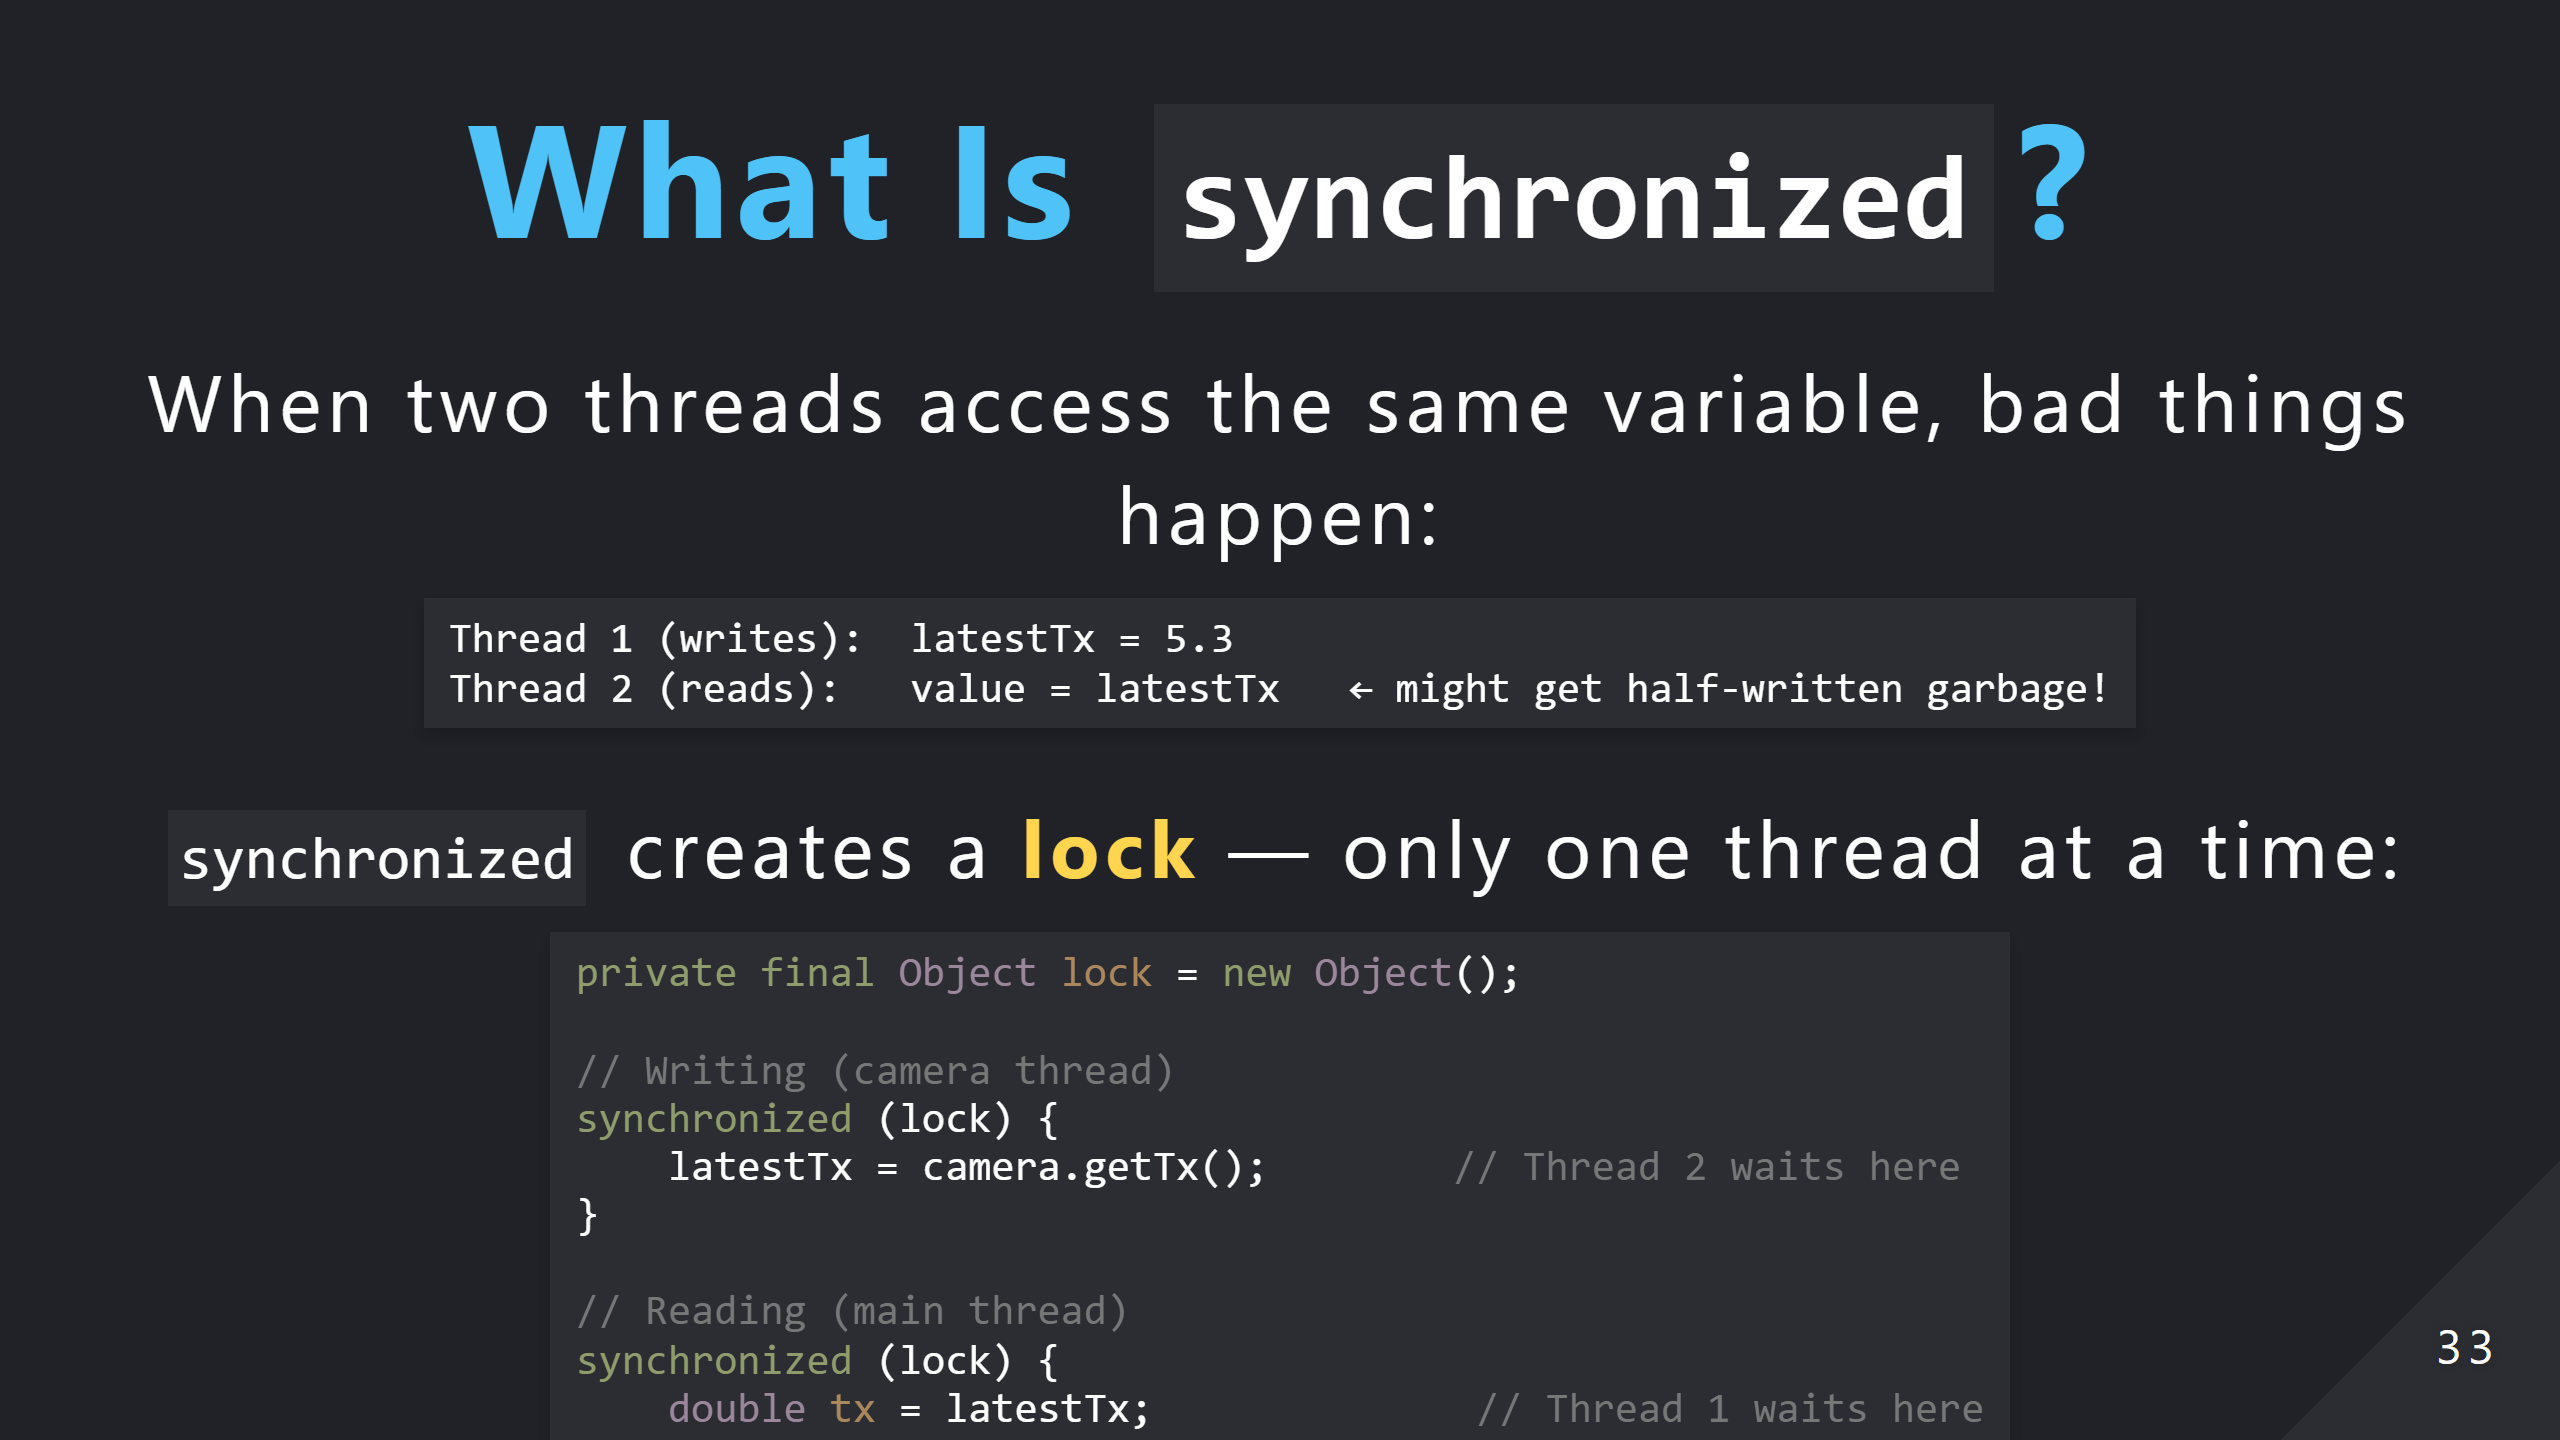 What Is synchronized?
When two threads access the same variable, bad things
happen:
Thread 1 (writes):  latestTx = 5.3
Thread 2 (reads):   value = latestTx   ← might get half-written garbage!
synchronized creates a lock — only one thread at a time:
private final Object lock = new Object();
// Writing (camera thread)
synchronized (lock) {
    latestTx = camera.getTx();        // Thread 2 waits here
}
// Reading (main thread)
synchronized (lock) {
    double tx = latestTx;              // Thread 1 waits here
33